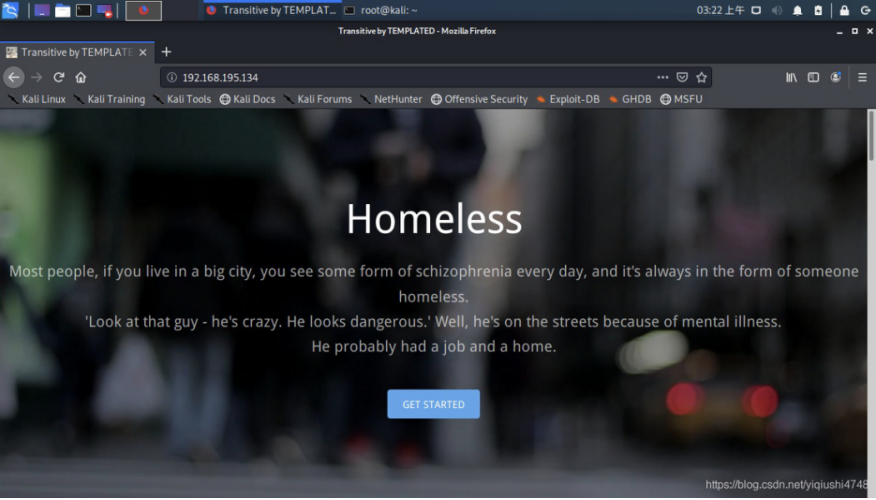 Transitive by TEMPLAT... root@kali: ~ 03:22 上午
Transitive by TEMPLATED - Mozilla Firefox
Transitive by TEMPLATE
192.168.195.134
Kali Linux Kali Training Kali Tools Kali Docs Kali Forums NetHunter Offensive Security Exploit-DB GHDB MSFU
Homeless
Most people, if you live in a big city, you see some form of schizophrenia every day, and it's always in the form of someone
homeless.
'Look at that guy - he's crazy. He looks dangerous.' Well, he's on the streets because of mental illness.
He probably had a job and a home.
GET STARTED
https://blog.csdn.net/yiqiushi4748